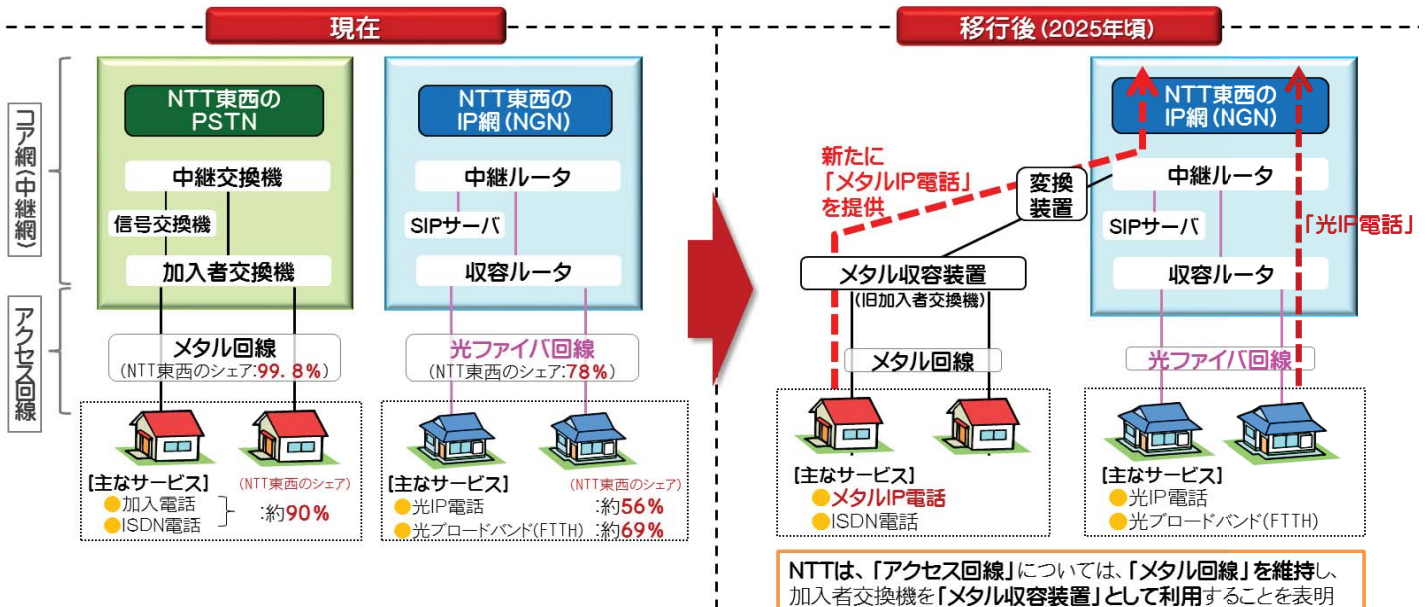 現在
コア網(中継網)
アクセス回線
NTT東西の
PSTN
中継交換機
信号交換機
加入者交換機
メタル回線
(NTT東西のシェア:99.8%)
[主なサービス]
(NTT東西のシェア)
●加入電話
●ISDN電話
:約90%
NTT東西の
IP網(NGN)
中継ルータ
SIPサーバ
収容ルータ
光ファイバ回線
(NTT東西のシェア:78%)
[主なサービス]
(NTT東西のシェア)
●光IP電話 :約56%
●光ブロードバンド(FTTH) :約69%
移行後(2025年頃)
新たに
「メタルIP電話」
を提供
変換
装置
メタル収容装置
(旧加入者交換機)
メタル回線
[主なサービス]
●メタルIP電話
●ISDN電話
NTT東西の
IP網(NGN)
中継ルータ
SIPサーバ
「光IP電話」
収容ルータ
光ファイバ回線
[主なサービス]
●光IP電話
●光ブロードバンド(FTTH)
NTTは、「アクセス回線」については、「メタル回線」を維持し、
加入者交換機を「メタル収容装置」として利用することを表明